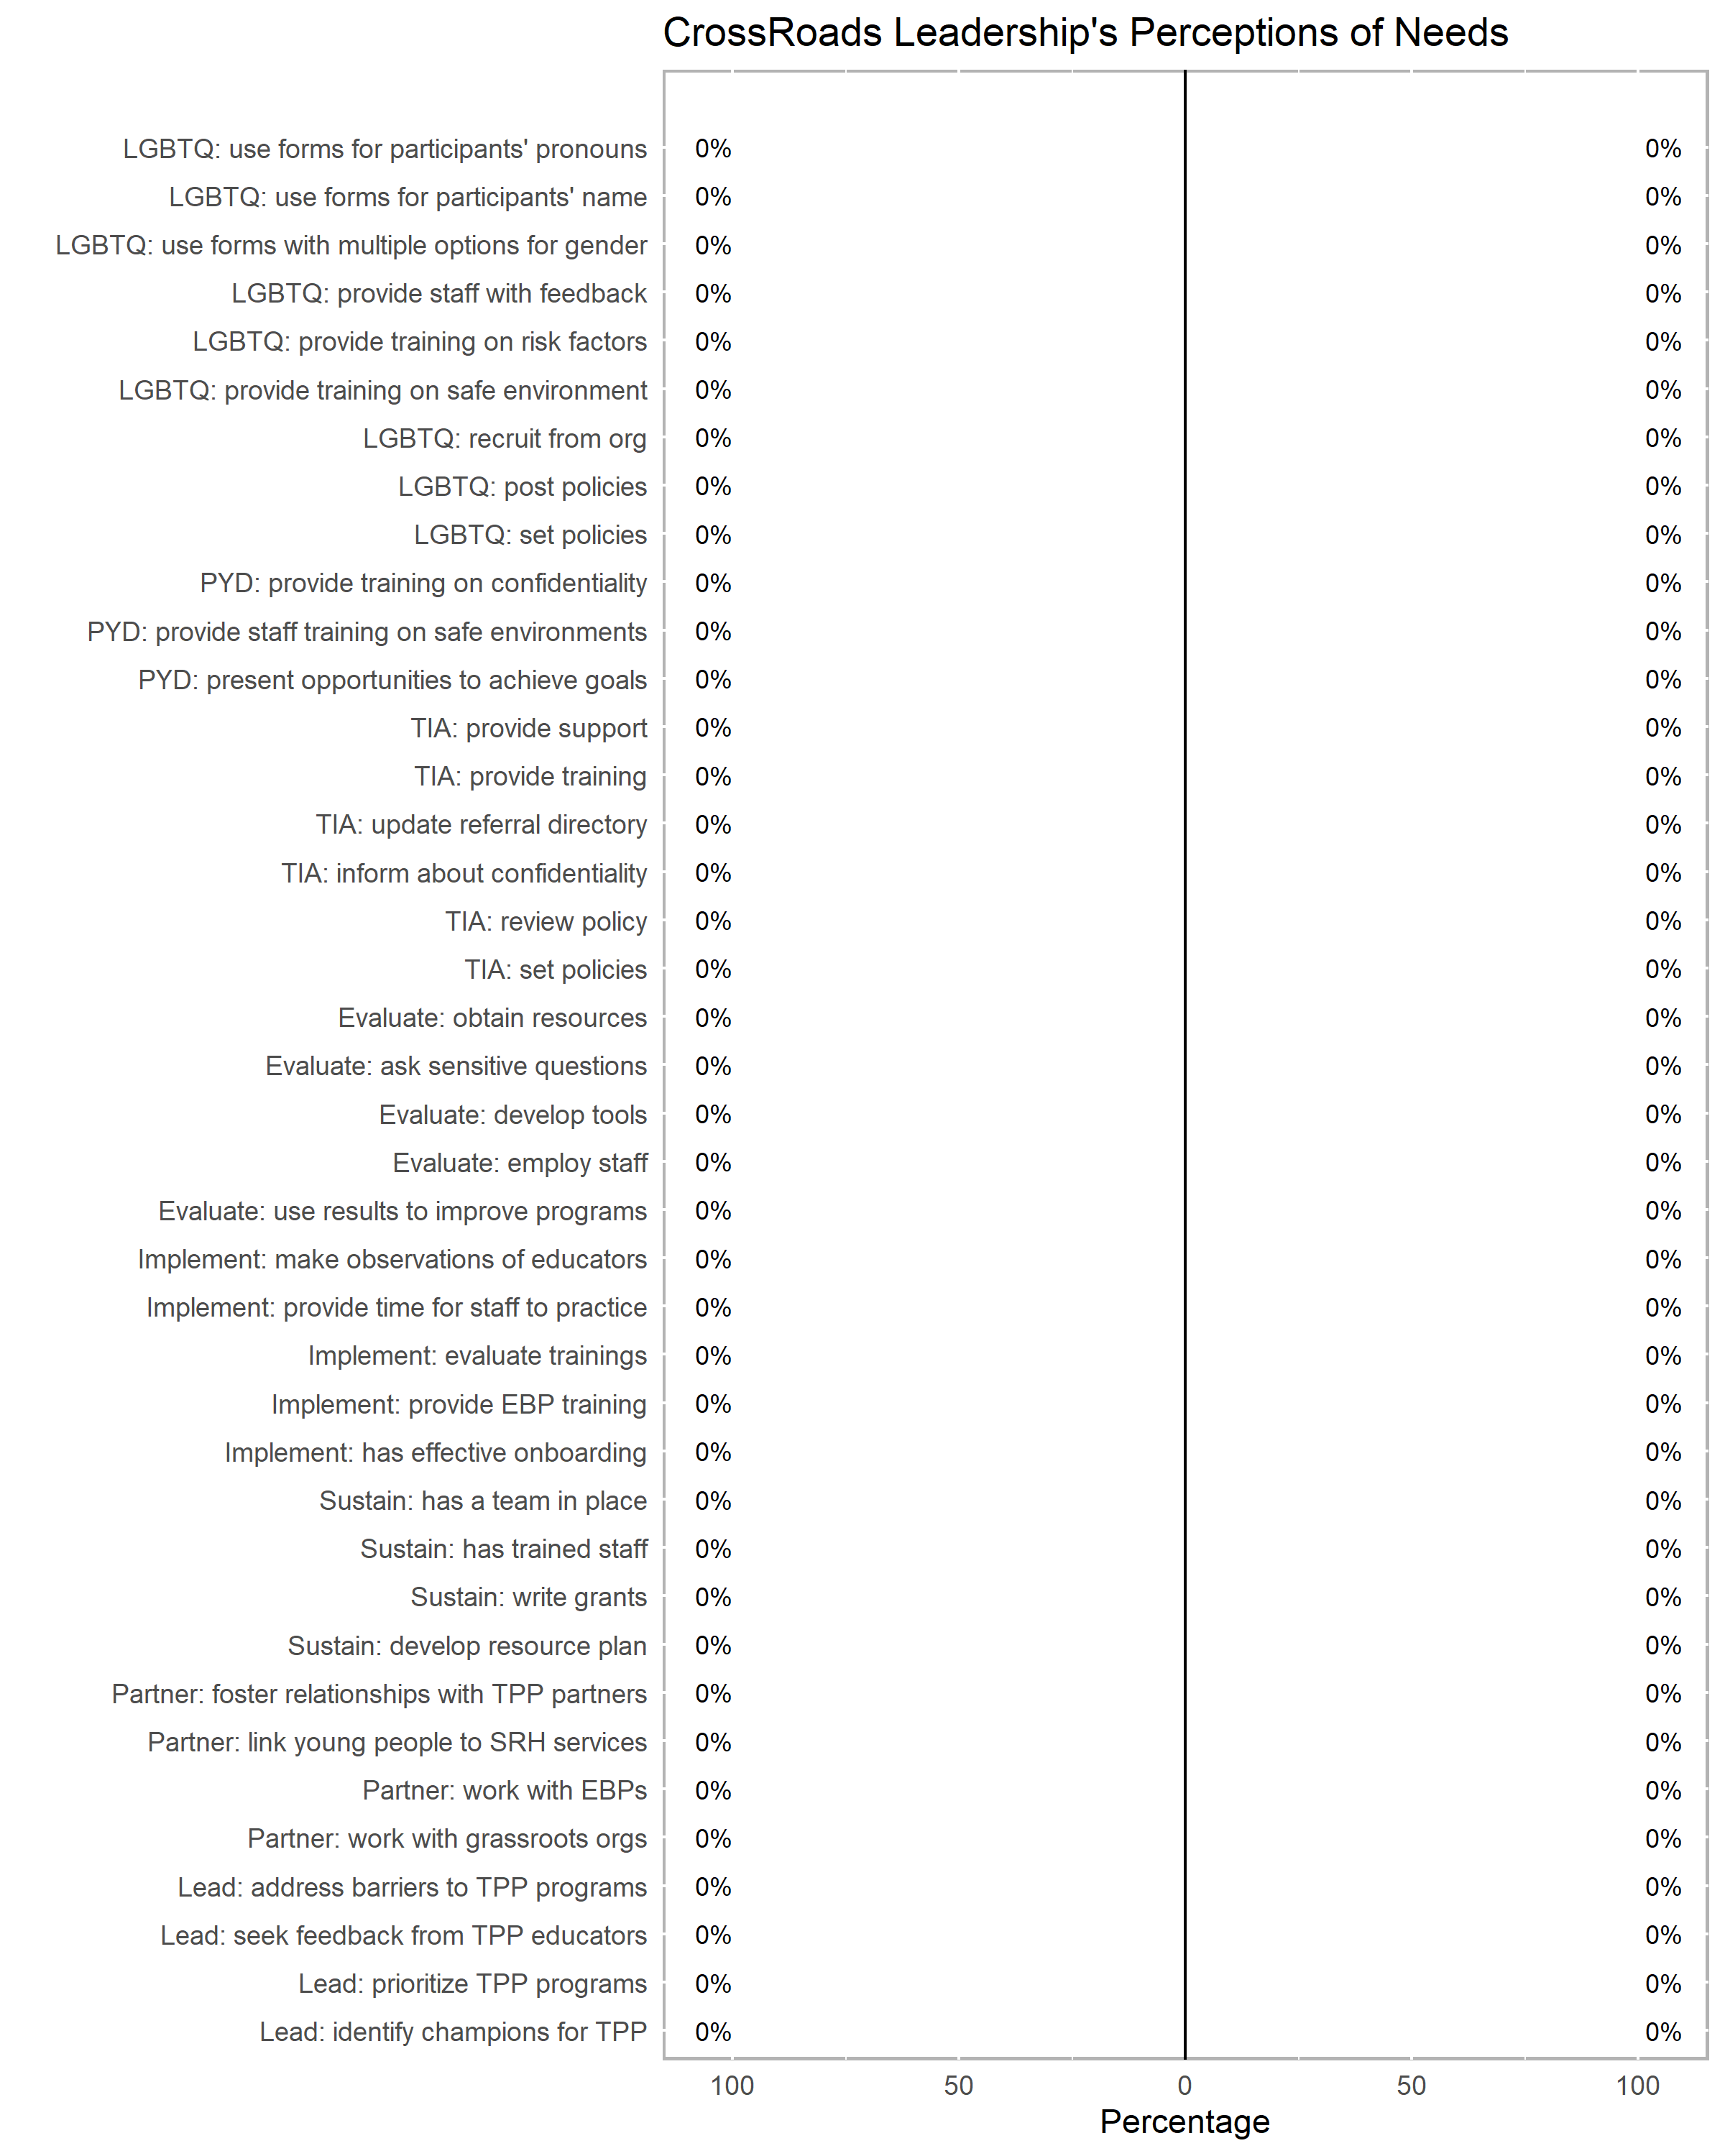 CrossRoads Leadership's Perceptions of Needs
LGBTQ: use forms for participants' pronouns 0% 0%
LGBTQ: use forms for participants' name 0% 0%
LGBTQ: use forms with multiple options for gender 0% 0%
LGBTQ: provide staff with feedback 0% 0%
LGBTQ: provide training on risk factors 0% 0%
LGBTQ: provide training on safe environment 0% 0%
LGBTQ: recruit from org 0% 0%
LGBTQ: post policies 0% 0%
LGBTQ: set policies 0% 0%
PYD: provide training on confidentiality 0% 0%
PYD: provide staff training on safe environments 0% 0%
PYD: present opportunities to achieve goals 0% 0%
TIA: provide support 0% 0%
TIA: provide training 0% 0%
TIA: update referral directory 0% 0%
TIA: inform about confidentiality 0% 0%
TIA: review policy 0% 0%
TIA: set policies 0% 0%
Evaluate: obtain resources 0% 0%
Evaluate: ask sensitive questions 0% 0%
Evaluate: develop tools 0% 0%
Evaluate: employ staff 0% 0%
Evaluate: use results to improve programs 0% 0%
Implement: make observations of educators 0% 0%
Implement: provide time for staff to practice 0% 0%
Implement: evaluate trainings 0% 0%
Implement: provide EBP training 0% 0%
Implement: has effective onboarding 0% 0%
Sustain: has a team in place 0% 0%
Sustain: has trained staff 0% 0%
Sustain: write grants 0% 0%
Sustain: develop resource plan 0% 0%
Partner: foster relationships with TPP partners 0% 0%
Partner: link young people to SRH services 0% 0%
Partner: work with EBPs 0% 0%
Partner: work with grassroots orgs 0% 0%
Lead: address barriers to TPP programs 0% 0%
Lead: seek feedback from TPP educators 0% 0%
Lead: prioritize TPP programs 0% 0%
Lead: identify champions for TPP 0% 0%
100 50 0 50 100
Percentage